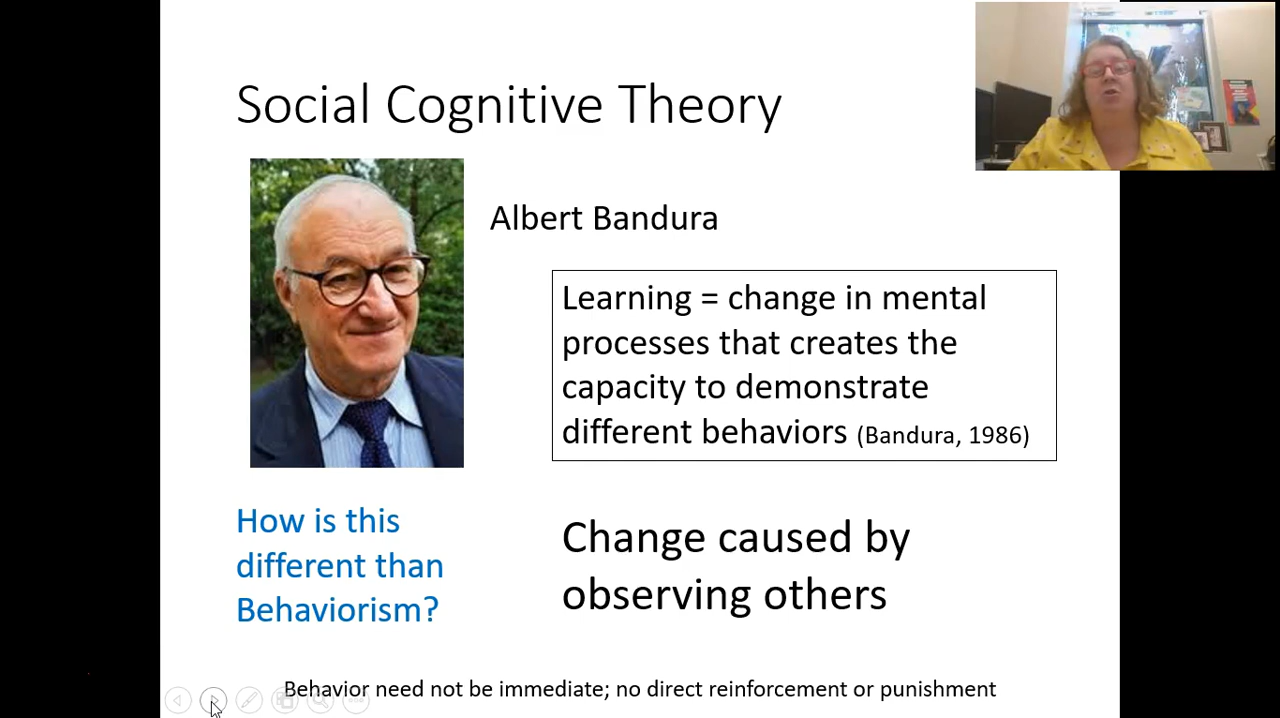 Social Cognitive Theory
Albert Bandura
Learning = change in mental
processes that creates the
capacity to demonstrate
different behaviors (Bandura, 1986)
How is this
different than
Behaviorism?
Change caused by
observing others
Behavior need not be immediate; no direct reinforcement or punishment